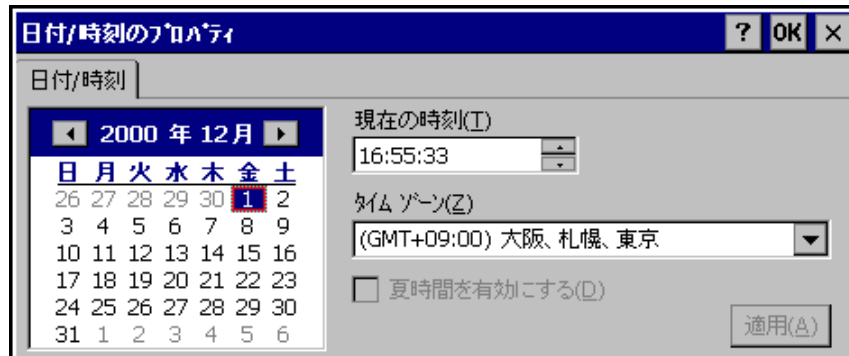 日付/時刻のﾌﾟﾛﾊﾟﾃｨ ? OK ×
日付/時刻
2000 年 12月
日 月 火 水 木 金 土
26 27 28 29 30 1 2
3 4 5 6 7 8 9
10 11 12 13 14 15 16
17 18 19 20 21 22 23
24 25 26 27 28 29 30
31 1 2 3 4 5 6
現在の時刻(T)
16:55:33
ﾀｲﾑ ｿﾞｰﾝ(Z)
(GMT+09:00) 大阪、札幌、東京
夏時間を有効にする(D)
適用(A)